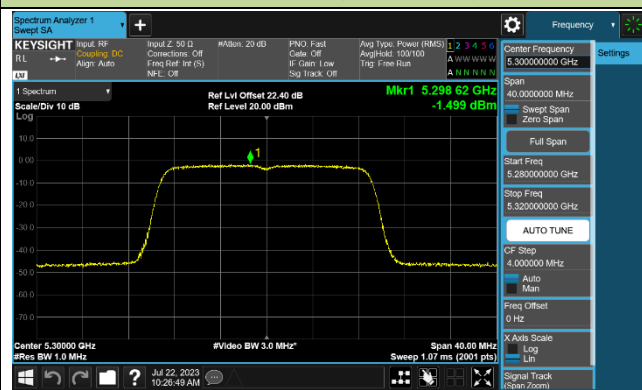 Spectrum Analyzer 1
Swept SA
Frequency
KEYSIGHT
RL
LXI
Input: RF
Coupling: DC
Align: Auto
Input Z: 50 Ω
Corrections: Off
Freq Ref: Int (S)
NFE: Off
#Atten: 20 dB
PNO: Fast
Gate: Off
IF Gain: Low
Sig Track: Off
Avg Type: Power (RMS)
Avg|Hold: 100/100
Trig: Free Run
1 2 3 4 5 6
A W W W W W
A N N N N N
Center Frequency
5.300000000 GHz
Settings
Span
40.0000000 MHz
Swept Span
Zero Span
Full Span
Start Freq
5.280000000 GHz
Stop Freq
5.320000000 GHz
AUTO TUNE
CF Step
4.000000 MHz
Auto
Man
Freq Offset
0 Hz
X Axis Scale
Log
Lin
Signal Track
(Span Zoom)
1 Spectrum
Scale/Div 10 dB
Log
Ref Lvl Offset 22.40 dB
Ref Level 20.00 dBm
Mkr1 5.298 62 GHz
-1.499 dBm
1
10.0
0.00
-10.0
-20.0
-30.0
-40.0
-50.0
-60.0
-70.0
Center 5.30000 GHz
#Res BW 1.0 MHz
#Video BW 3.0 MHz*
Span 40.00 MHz
Sweep 1.07 ms (2001 pts)
Jul 22, 2023
10:26:49 AM